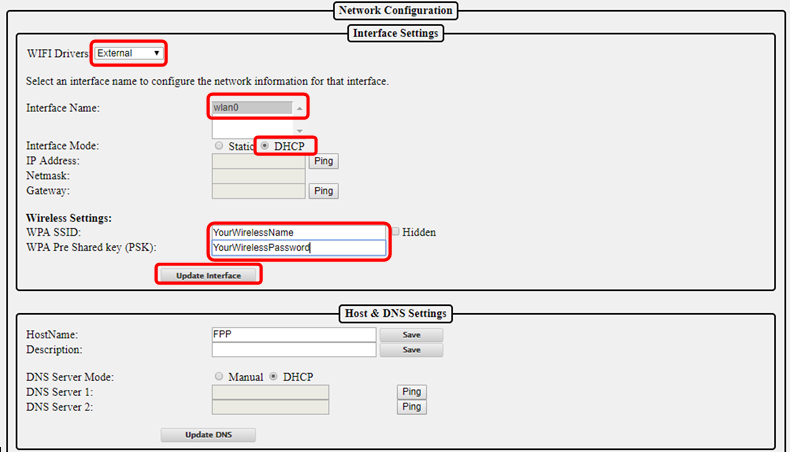 Network Configuration
Interface Settings
WIFI Drivers: External
Select an interface name to configure the network information for that interface.
Interface Name: wlan0
Interface Mode: Static DHCP
IP Address: Ping
Netmask:
Gateway: Ping
Wireless Settings:
WPA SSID: YourWirelessName Hidden
WPA Pre Shared key (PSK): YourWirelessPassword
Update Interface
Host & DNS Settings
HostName: FPP Save
Description: Save
DNS Server Mode: Manual DHCP
DNS Server 1: Ping
DNS Server 2: Ping
Update DNS